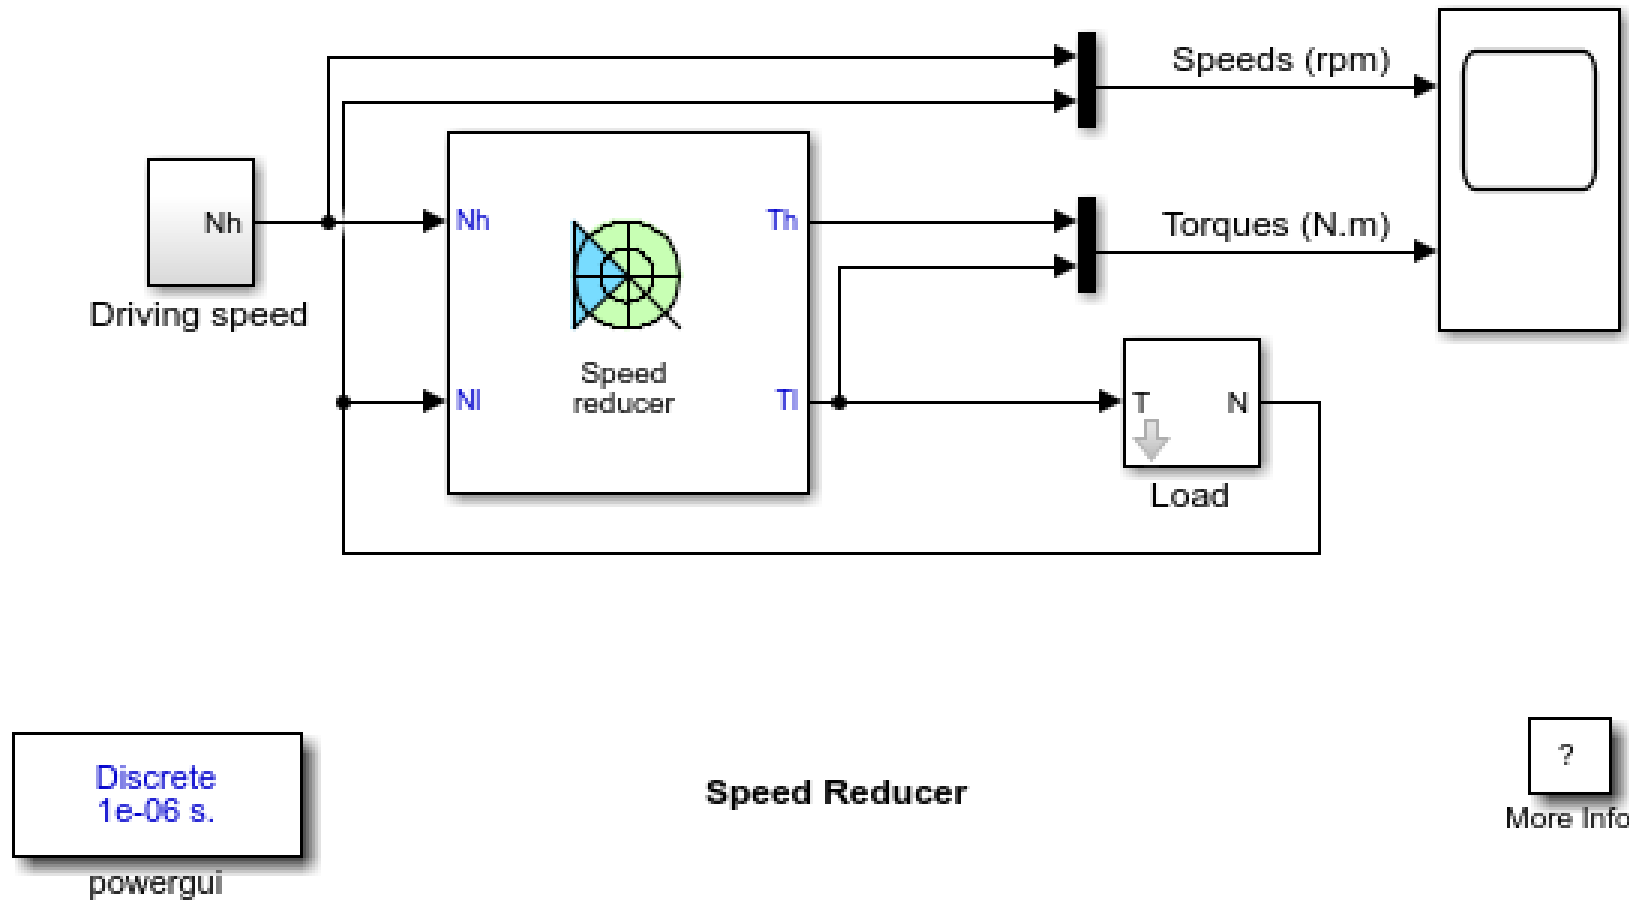 Speeds (rpm)
Nh
Nh
Th
Torques (N.m)
Driving speed
Speed
reducer
Nl
Tl
T
N
Load
Discrete
1e-06 s.
powergui
Speed Reducer
?
More Info